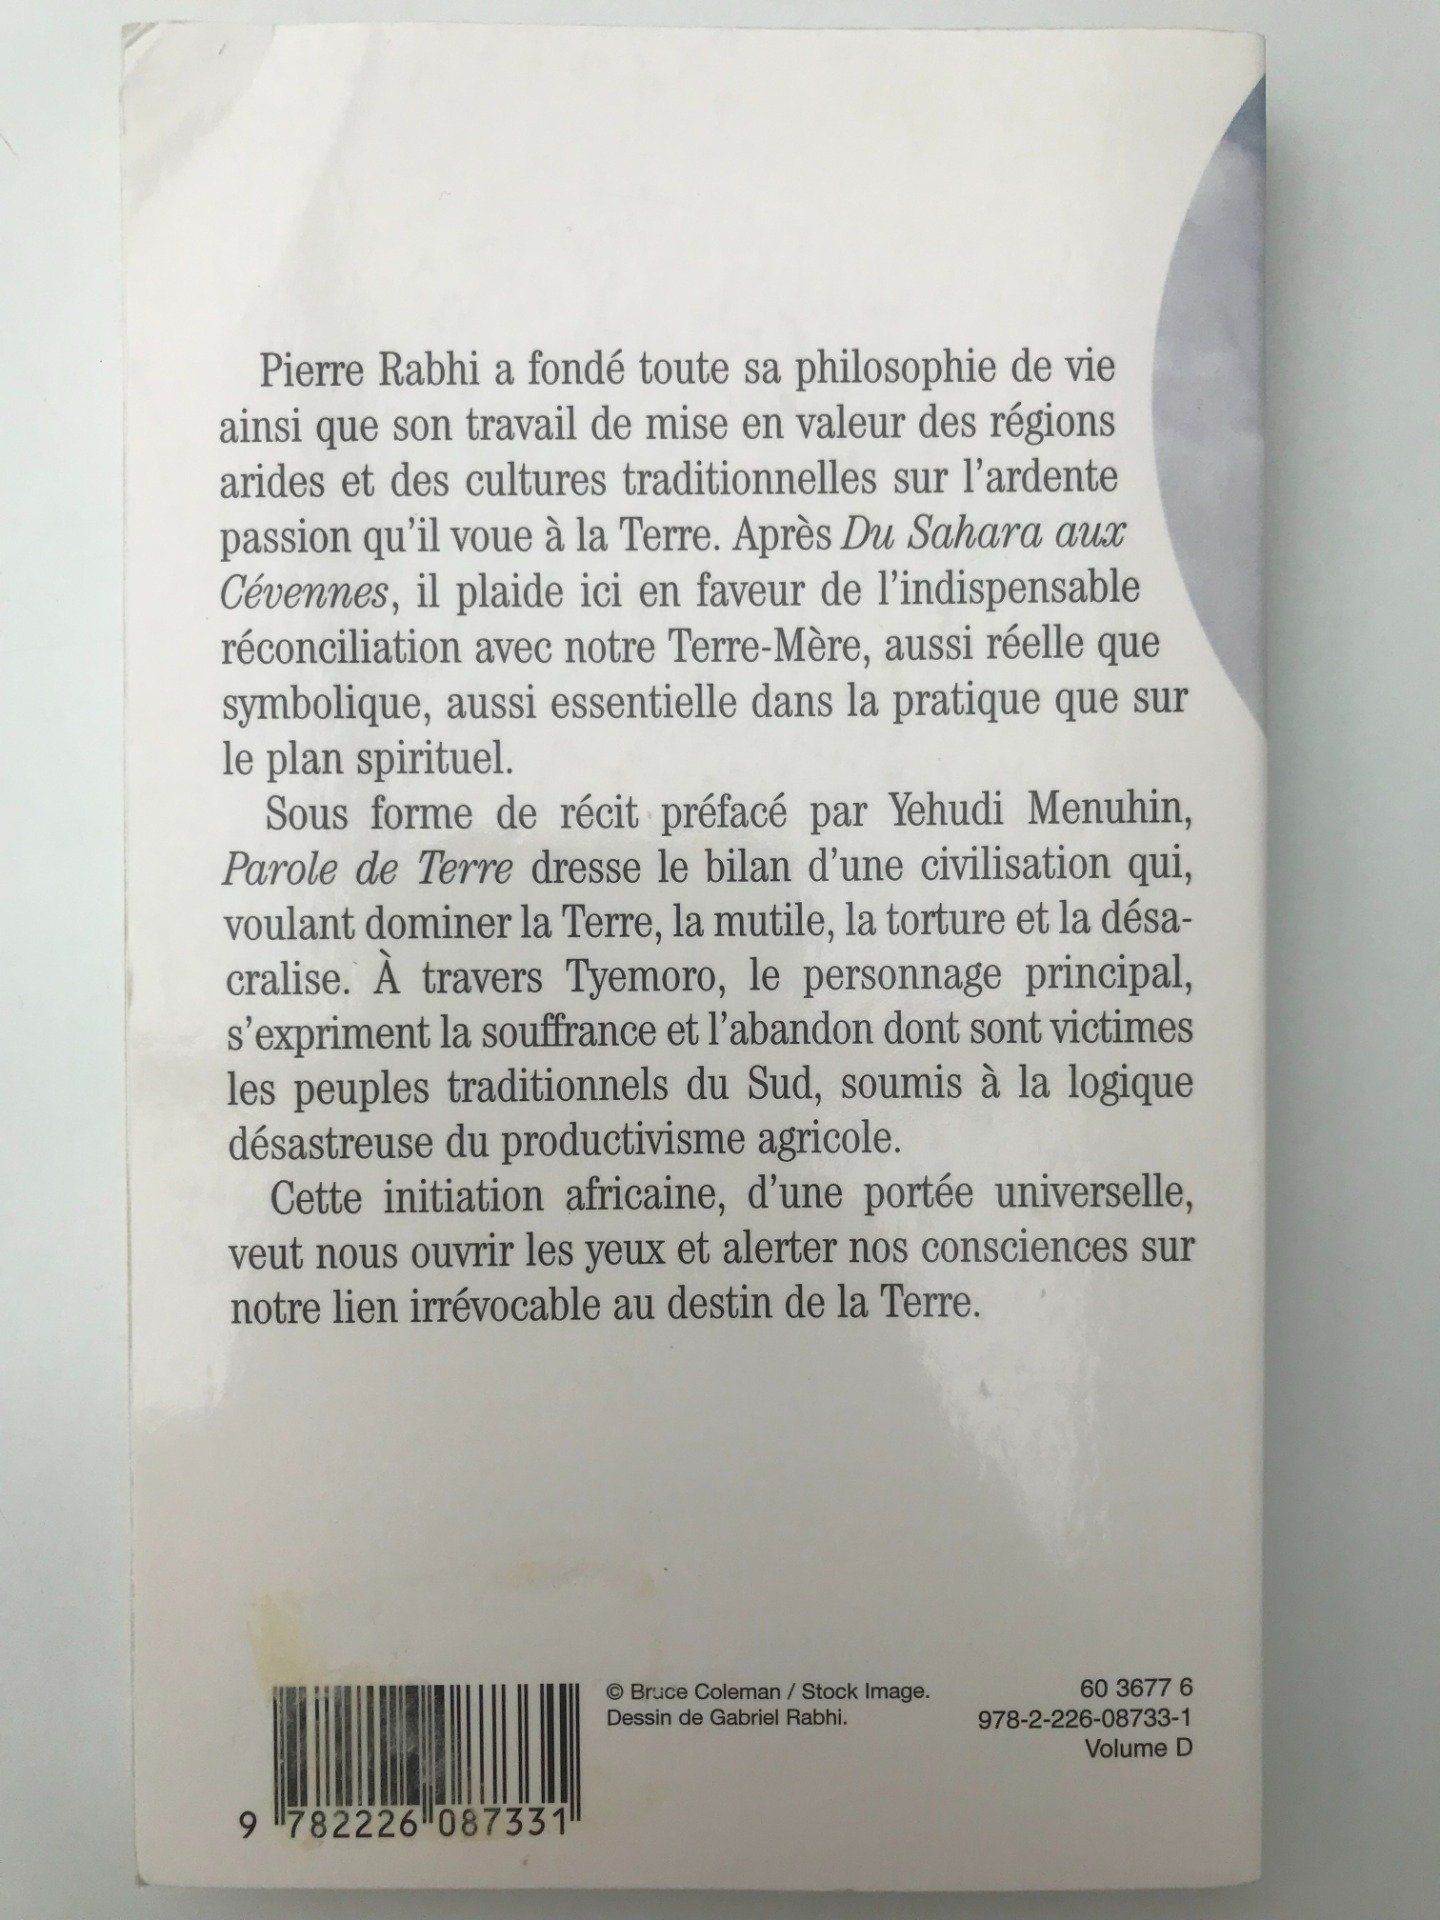 Pierre Rabhi a fondé toute sa philosophie de vie
ainsi que son travail de mise en valeur des régions
arides et des cultures traditionnelles sur l'ardente
passion qu'il voue à la Terre. Après Du Sahara aux
Cévennes, il plaide ici en faveur de l'indispensable
réconciliation avec notre Terre-Mère, aussi réelle que
symbolique, aussi essentielle dans la pratique que sur
le plan spirituel.
Sous forme de récit préfacé par Yehudi Menuhin,
Parole de Terre dresse le bilan d'une civilisation qui,
voulant dominer la Terre, la mutile, la torture et la désa-
cralise. À travers Tyemoro, le personnage principal,
s'expriment la souffrance et l'abandon dont sont victimes
les peuples traditionnels du Sud, soumis à la logique
désastreuse du productivisme agricole.
Cette initiation africaine, d'une portée universelle,
veut nous ouvrir les yeux et alerter nos consciences sur
notre lien irrévocable au destin de la Terre.
© Bruce Coleman / Stock Image.
Dessin de Gabriel Rabhi.
60 3677 6
978-2-226-08733-1
Volume D
9 782226 087331